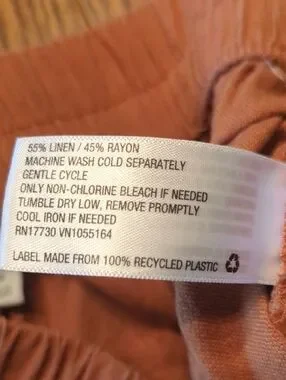 55% LINEN / 45% RAYON
MACHINE WASH COLD SEPARATELY
GENTLE CYCLE
ONLY NON-CHLORINE BLEACH IF NEEDED
TUMBLE DRY LOW, REMOVE PROMPTLY
COOL IRON IF NEEDED
RN17730 VN1055164
LABEL MADE FROM 100% RECYCLED PLASTIC